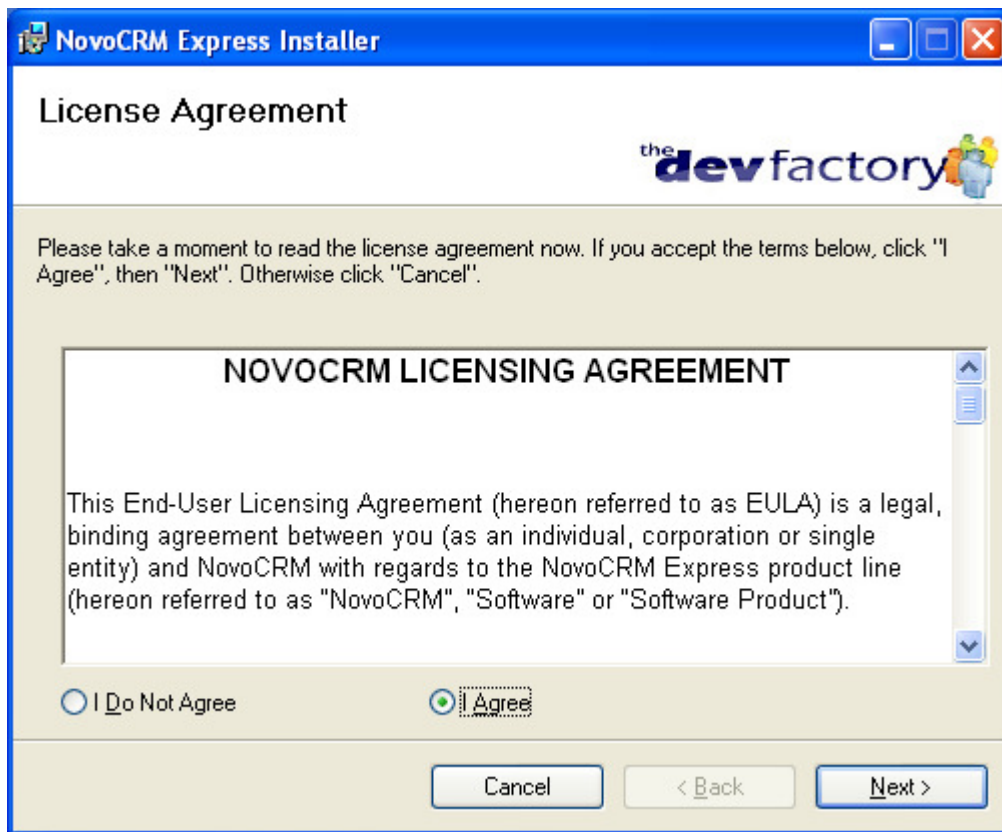 NovoCRM Express Installer
License Agreement
the devfactory
Please take a moment to read the license agreement now. If you accept the terms below, click "I
Agree", then "Next". Otherwise click "Cancel".
NOVOCRM LICENSING AGREEMENT
This End-User Licensing Agreement (hereon referred to as EULA) is a legal,
binding agreement between you (as an individual, corporation or single
entity) and NovoCRM with regards to the NovoCRM Express product line
(hereon referred to as "NovoCRM", "Software" or "Software Product").
I Do Not Agree
I Agree
Cancel
< Back
Next >